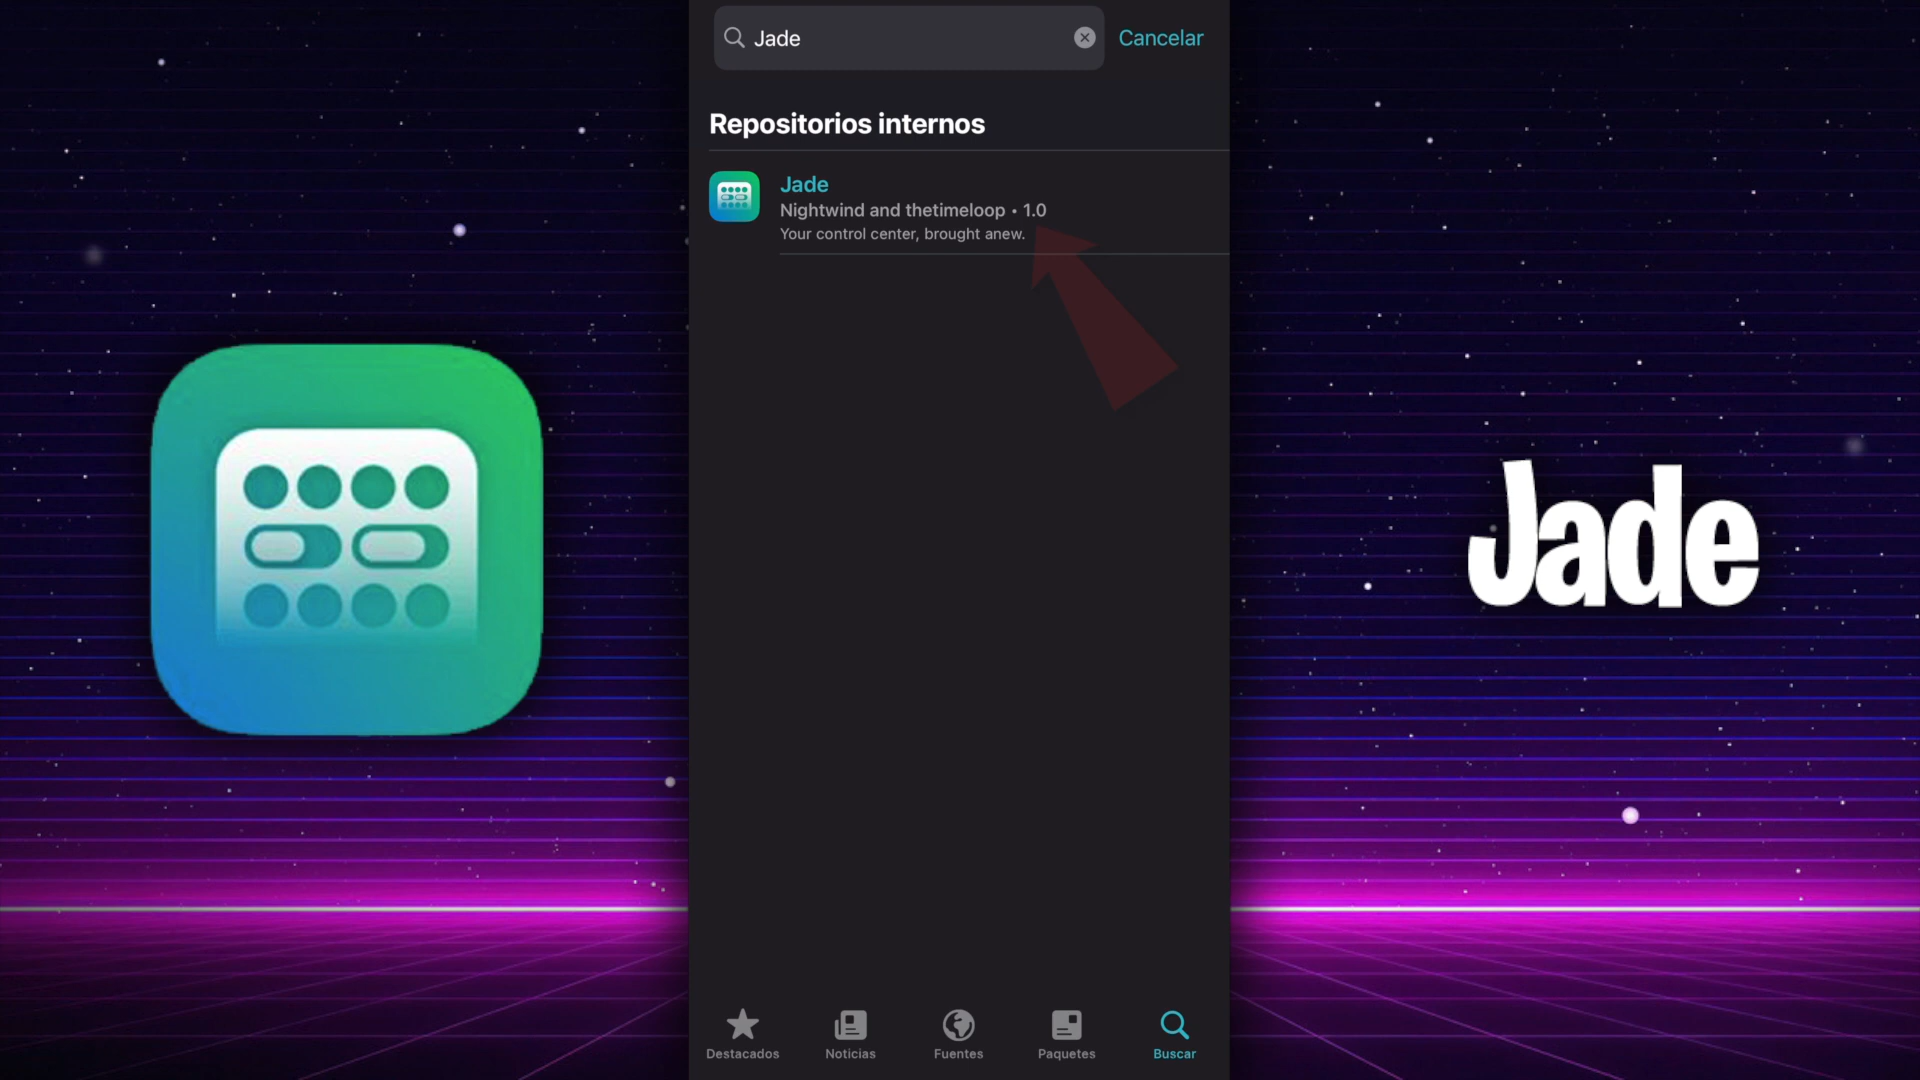 Jade
Cancelar
Repositorios internos
Jade
Nightwind and thetimeloop • 1.0
Your control center, brought anew.
Jade
Destacados
Noticias
Fuentes
Paquetes
Buscar